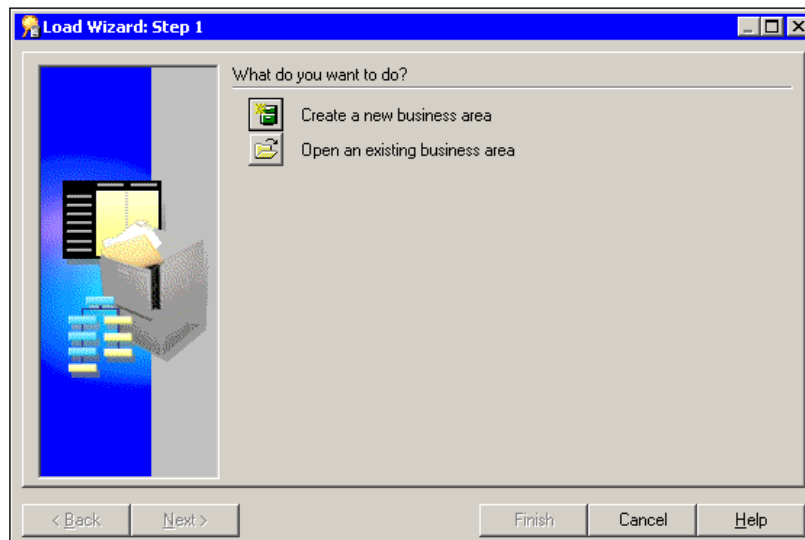 Load Wizard: Step 1
What do you want to do?
Create a new business area
Open an existing business area
< Back
Next >
Finish
Cancel
Help